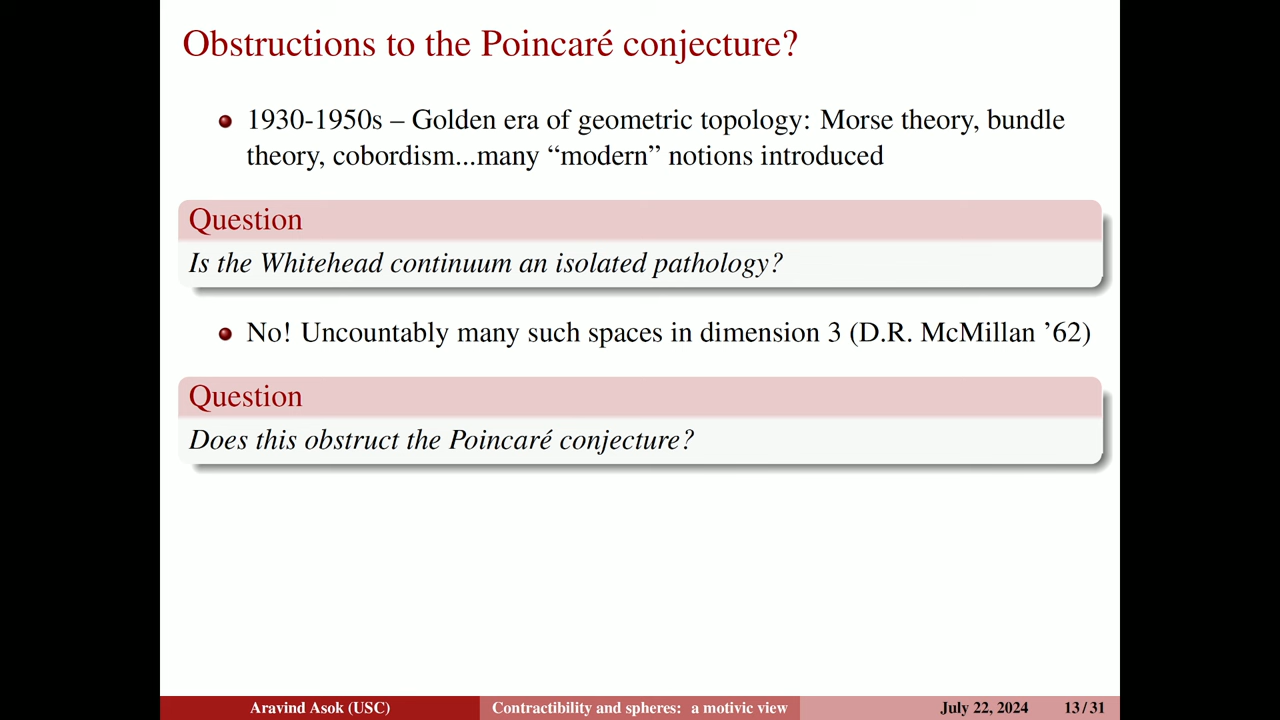 Obstructions to the Poincaré conjecture?
1930-1950s – Golden era of geometric topology: Morse theory, bundle
theory, cobordism...many “modern” notions introduced
Question
Is the Whitehead continuum an isolated pathology?
No! Uncountably many such spaces in dimension 3 (D.R. McMillan ’62)
Question
Does this obstruct the Poincaré conjecture?
Aravind Asok (USC) Contractibility and spheres: a motivic view July 22, 2024 13 / 31